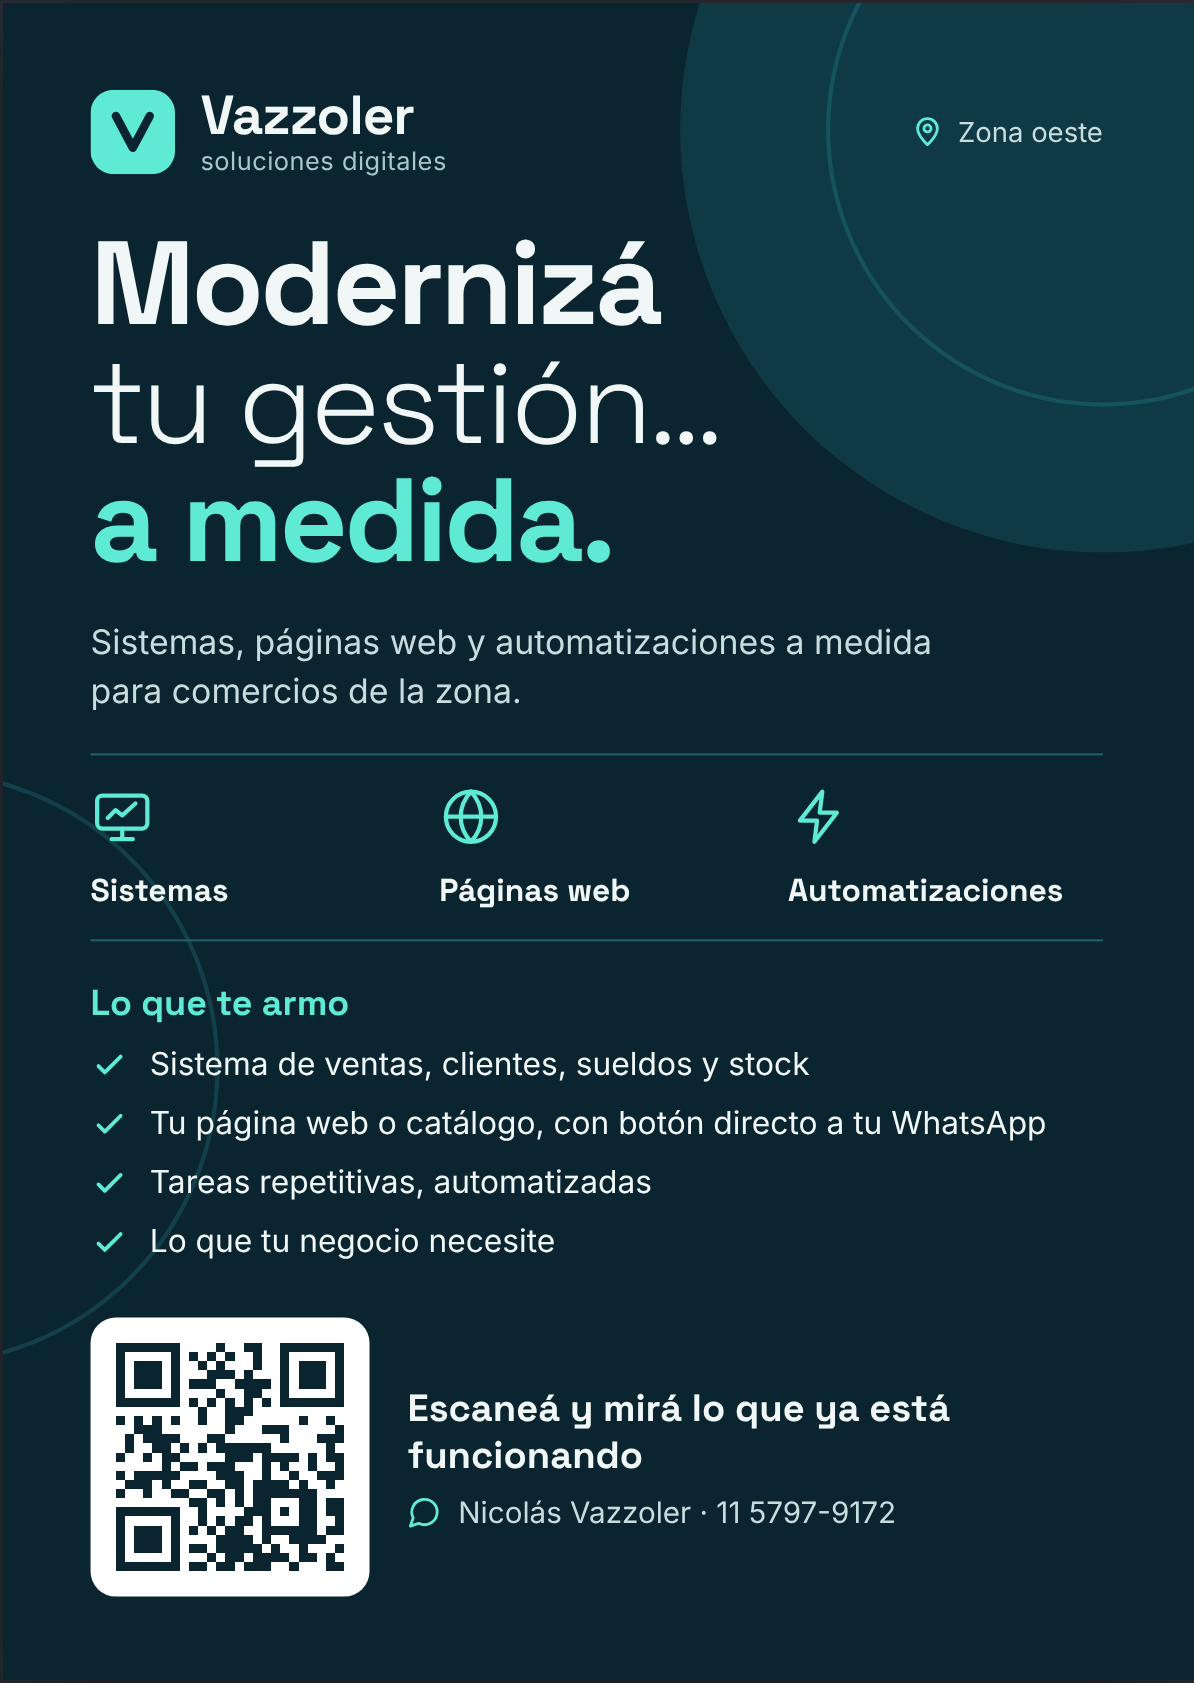 Vazzoler
soluciones digitales
Zona oeste
Modernizá
tu gestión...
a medida.
Sistemas, páginas web y automatizaciones a medida
para comercios de la zona.
Sistemas
Páginas web
Automatizaciones
Lo que te armo
Sistema de ventas, clientes, sueldos y stock
Tu página web o catálogo, con botón directo a tu WhatsApp
Tareas repetitivas, automatizadas
Lo que tu negocio necesite
Escaneá y mirá lo que ya está
funcionando
Nicolás Vazzoler · 11 5797-9172